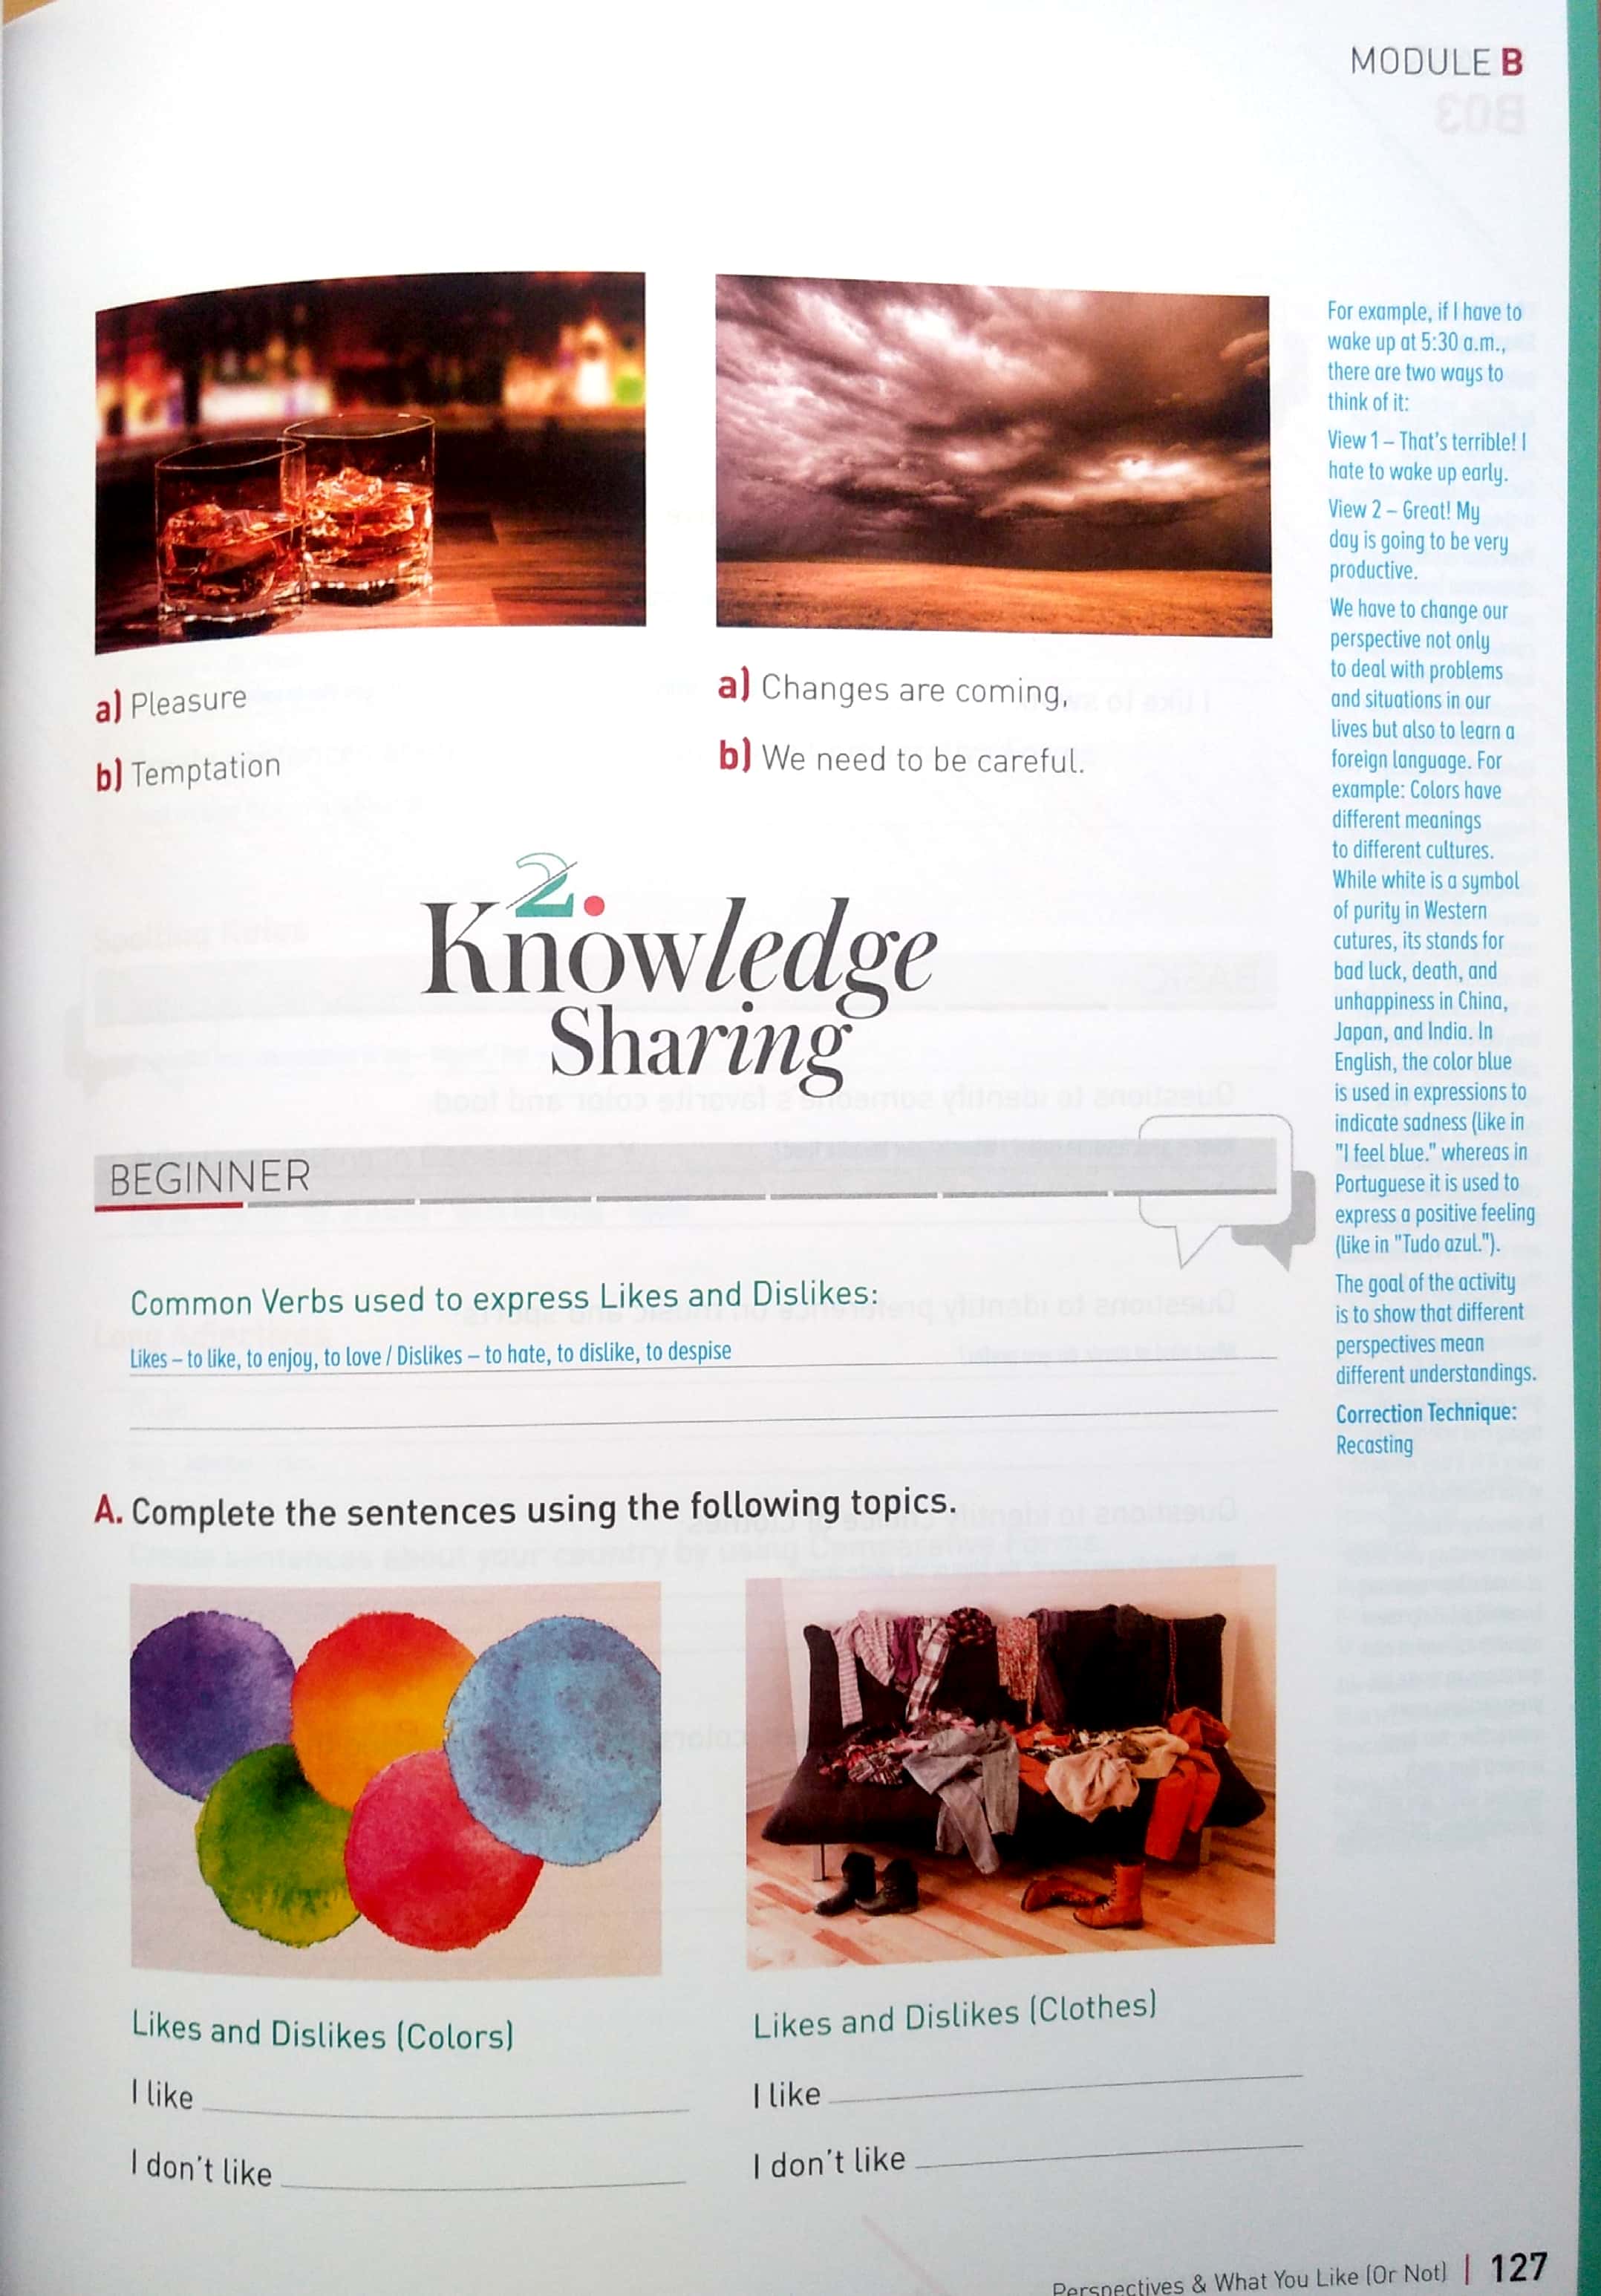 MODULE B
a) Pleasure
b) Temptation
a) Changes are coming,
b) We need to be careful.
For example, if I have to
wake up at 5:30 a.m.,
there are two ways to
think of it:
View 1 – That's terrible! I
hate to wake up early.
View 2 – Great! My
day is going to be very
productive.
We have to change our
perspective not only
to deal with problems
and situations in our
lives but also to learn a
foreign language. For
example: Colors have
different meanings
to different cultures.
While white is a symbol
of purity in Western
cutures, its stands for
bad luck, death, and
unhappiness in China,
Japan, and India. In
English, the color blue
is used in expressions to
indicate sadness (like in
"I feel blue." whereas in
Portuguese it is used to
express a positive feeling
(like in "Tudo azul.").
The goal of the activity
is to show that different
perspectives mean
different understandings.
Correction Technique:
Recasting
2.
Knowledge
Sharing
BEGINNER
Common Verbs used to express Likes and Dislikes:
Likes – to like, to enjoy, to love / Dislikes – to hate, to dislike, to despise
A. Complete the sentences using the following topics.
Likes and Dislikes (Colors)
I like
I don't like
Likes and Dislikes (Clothes)
I like
I don't like
Perspectives & What You Like (Or Not) | 127